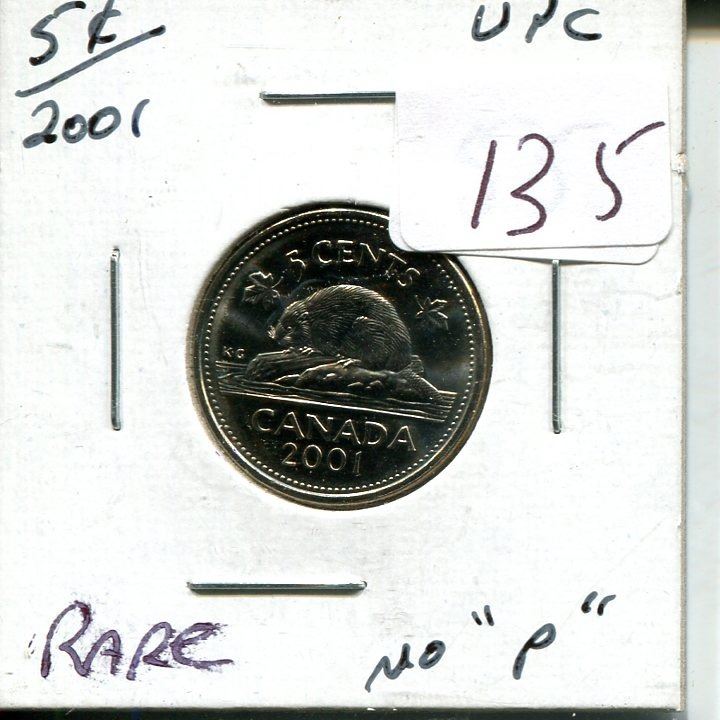 5¢ UNC
2001
135
5 CENTS
KG
CANADA
2001
RARE NO "P"